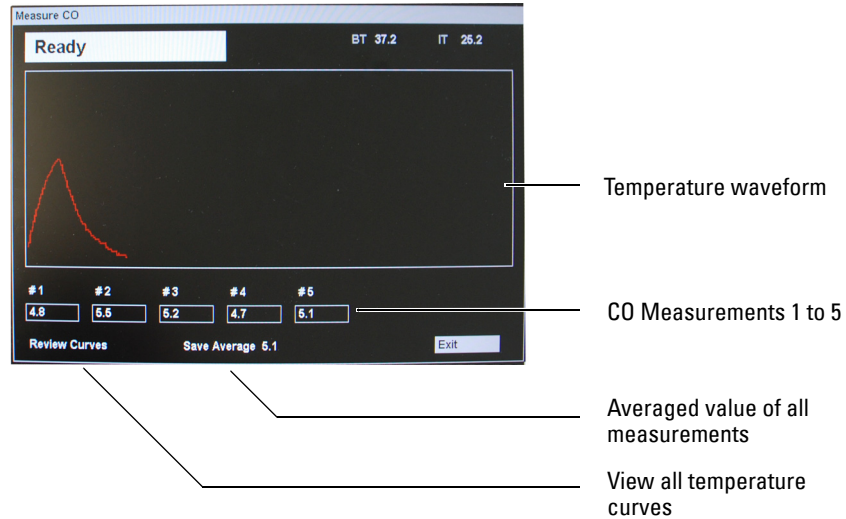 Measure CO
Ready
BT 37.2 IT 25.2
Temperature waveform
#1 #2 #3 #4 #5
4.8 5.5 5.2 4.7 5.1
CO Measurements 1 to 5
Review Curves Save Average 5.1 Exit
Averaged value of all
measurements
View all temperature
curves